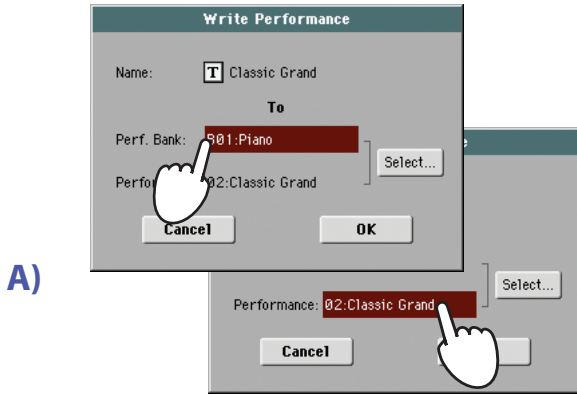 Write Performance
Name: T Classic Grand
To
Perf. Bank: B01:Piano
Select...
02:Classic Grand
Cancel OK
A)
Select...
Performance: 02:Classic Grand
Cancel